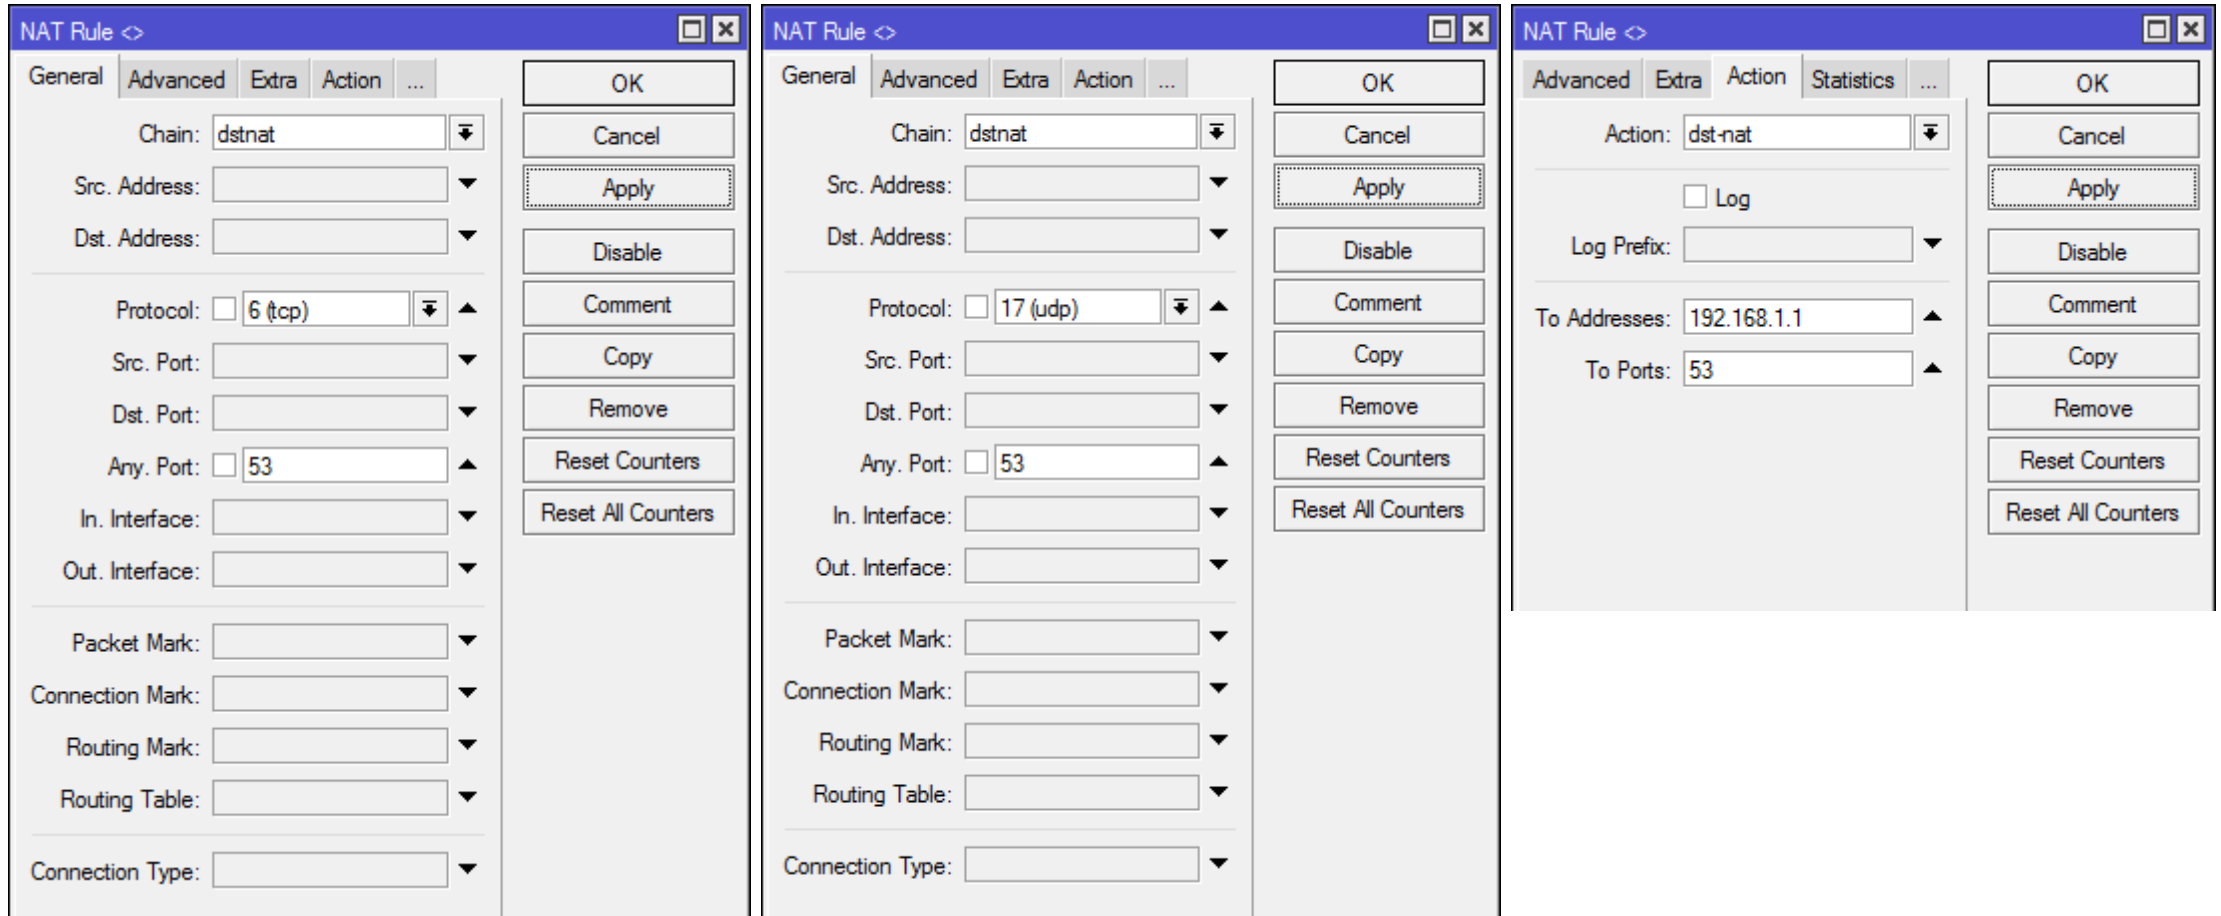 NAT Rule <>
General Advanced Extra Action ...
Chain: dstnat
Src. Address:
Dst. Address:
Protocol: 6 (tcp)
Src. Port:
Dst. Port:
Any. Port: 53
In. Interface:
Out. Interface:
Packet Mark:
Connection Mark:
Routing Mark:
Routing Table:
Connection Type:
OK
Cancel
Apply
Disable
Comment
Copy
Remove
Reset Counters
Reset All Counters
NAT Rule <>
General Advanced Extra Action ...
Chain: dstnat
Src. Address:
Dst. Address:
Protocol: 17 (udp)
Src. Port:
Dst. Port:
Any. Port: 53
In. Interface:
Out. Interface:
Packet Mark:
Connection Mark:
Routing Mark:
Routing Table:
Connection Type:
OK
Cancel
Apply
Disable
Comment
Copy
Remove
Reset Counters
Reset All Counters
NAT Rule <>
Advanced Extra Action Statistics ...
Action: dst-nat
Log
Log Prefix:
To Addresses: 192.168.1.1
To Ports: 53
OK
Cancel
Apply
Disable
Comment
Copy
Remove
Reset Counters
Reset All Counters